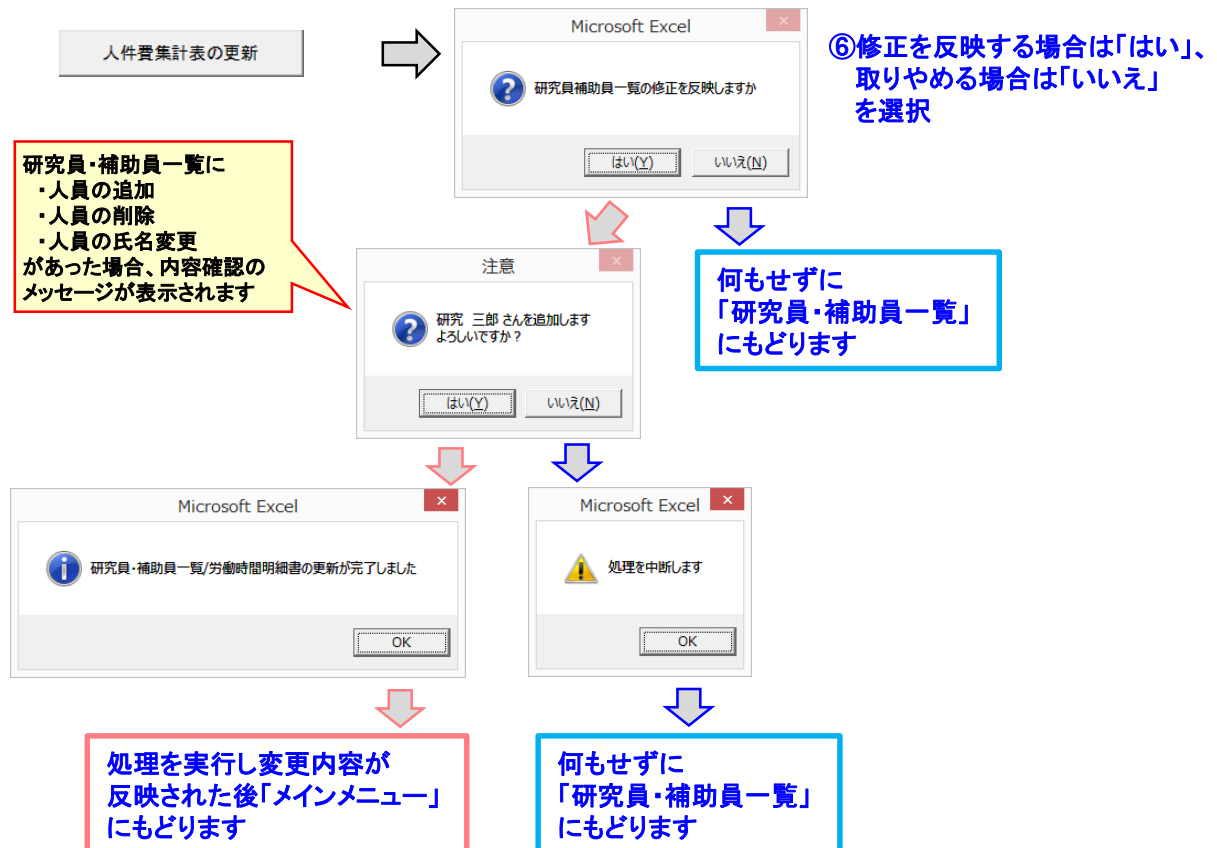 人件費集計表の更新
Microsoft Excel
研究員補助員一覧の修正を反映しますか
はい(Y)
いいえ(N)
⑥修正を反映する場合は「はい」、
取りやめる場合は「いいえ」
を選択
研究員・補助員一覧に
・人員の追加
・人員の削除
・人員の氏名変更
があった場合、内容確認の
メッセージが表示されます
注意
研究 三郎 さんを追加します
よろしいですか？
はい(Y)
いいえ(N)
何もせずに
「研究員・補助員一覧」
にもどります
Microsoft Excel
研究員・補助員一覧/労働時間明細書の更新が完了しました
OK
Microsoft Excel
処理を中断します
OK
処理を実行し変更内容が
反映された後「メインメニュー」
にもどります
何もせずに
「研究員・補助員一覧」
にもどります